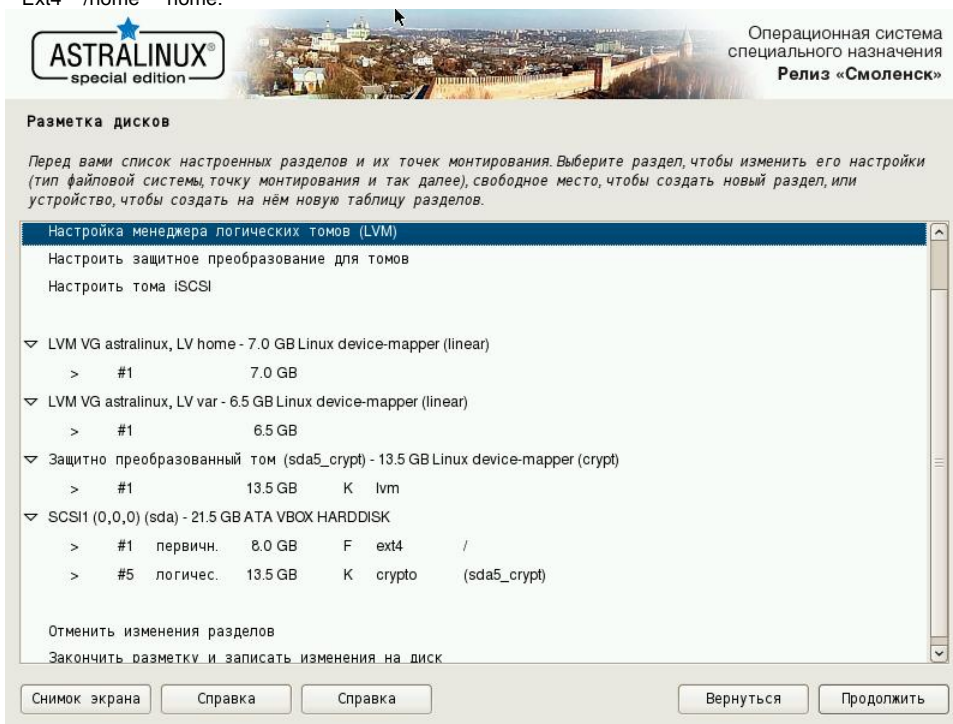 Ext4 /home home.
ASTRALINUX®
special edition
Операционная система
специального назначения
Релиз «Смоленск»
Разметка дисков
Перед вами список настроенных разделов и их точек монтирования. Выберите раздел, чтобы изменить его настройки
(тип файловой системы, точку монтирования и так далее), свободное место, чтобы создать новый раздел, или
устройство, чтобы создать на нём новую таблицу разделов.
Настройка менеджера логических томов (LVM)
Настроить защитное преобразование для томов
Настроить тома iSCSI
LVM VG astralinux, LV home - 7.0 GB Linux device-mapper (linear)
> #1 7.0 GB
LVM VG astralinux, LV var - 6.5 GB Linux device-mapper (linear)
> #1 6.5 GB
Защитно преобразованный том (sda5_crypt) - 13.5 GB Linux device-mapper (crypt)
> #1 13.5 GB K lvm
SCSI1 (0,0,0) (sda) - 21.5 GB ATA VBOX HARDDISK
> #1 первичн. 8.0 GB F ext4 /
> #5 логичес. 13.5 GB K crypto (sda5_crypt)
Отменить изменения разделов
Закончить разметку и записать изменения на диск
Снимок экрана Справка Справка Вернуться Продолжить